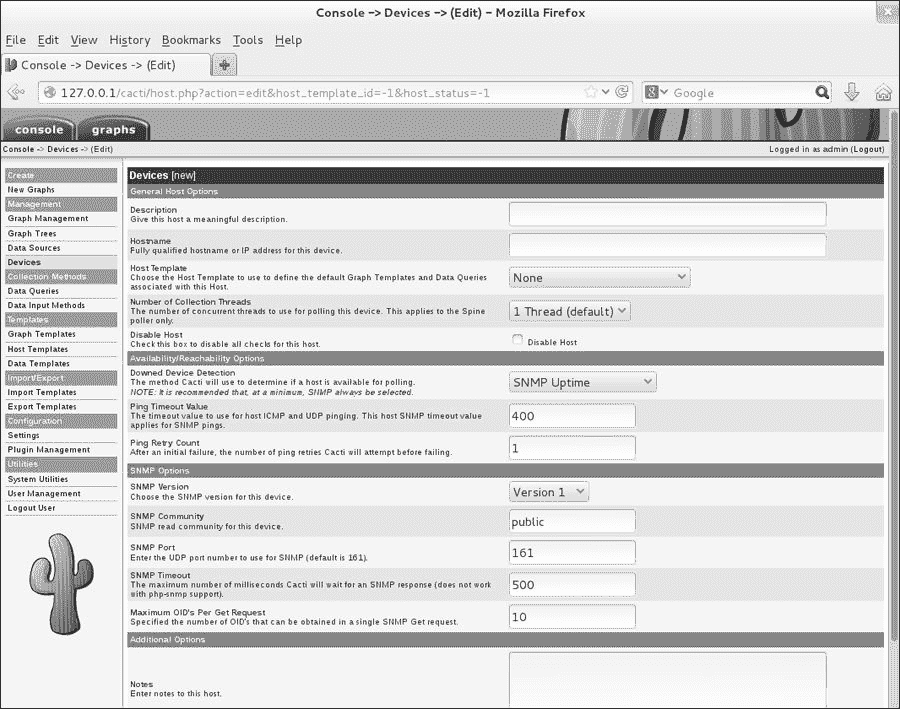 Console -> Devices -> (Edit) - Mozilla Firefox
File Edit View History Bookmarks Tools Help
Console -> Devices -> (Edit)
127.0.0.1/cacti/host.php?action=edit&host_template_id=-1&host_status=-1
Google
console graphs
Console -> Devices -> (Edit)
Logged in as admin (Logout)
Create
New Graphs
Management
Graph Management
Graph Trees
Data Sources
Devices
Collection Methods
Data Queries
Data Input Methods
Templates
Graph Templates
Host Templates
Data Templates
Import/Export
Import Templates
Export Templates
Configuration
Settings
Plugin Management
Utilities
System Utilities
User Management
Logout User
Devices [new]
General Host Options
Description
Give this host a meaningful description.
Hostname
Fully qualified hostname or IP address for this device.
Host Template
Choose the Host Template to use to define the default Graph Templates and Data Queries
associated with this Host.
None
Number of Collection Threads
The number of concurrent threads to use for polling this device. This applies to the Spine
poller only.
1 Thread (default)
Disable Host
Check this box to disable all checks for this host.
Disable Host
Availability/Reachability Options
Downed Device Detection
The method Cacti will use to determine if a host is available for polling.
NOTE: It is recommended that, at a minimum, SNMP always be selected.
SNMP Uptime
Ping Timeout Value
The timeout value to use for host ICMP and UDP pinging. This host SNMP timeout value
applies for SNMP pings.
400
Ping Retry Count
After an initial failure, the number of ping retries Cacti will attempt before failing.
1
SNMP Options
SNMP Version
Choose the SNMP version for this device.
Version 1
SNMP Community
SNMP read community for this device.
public
SNMP Port
Enter the UDP port number to use for SNMP (default is 161).
161
SNMP Timeout
The maximum number of milliseconds Cacti will wait for an SNMP response (does not work
with php-snmp support).
500
Maximum OID's Per Get Request
Specified the number of OID's that can be obtained in a single SNMP Get request.
10
Additional Options
Notes
Enter notes to this host.